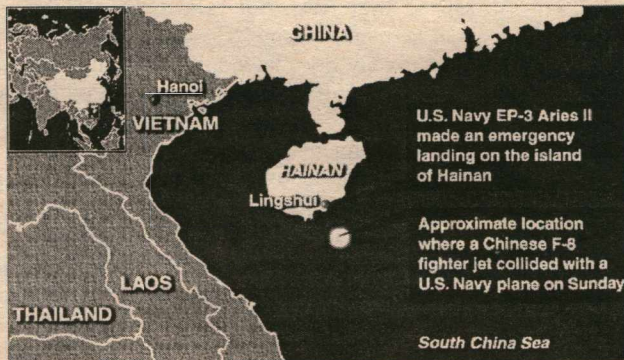 CHINA
Hanoi
VIETNAM
U.S. Navy EP-3 Aries II
made an emergency
landing on the island
of Hainan
HAINAN
Lingshui
Approximate location
where a Chinese F-8
fighter jet collided with a
U.S. Navy plane on Sunday
LAOS
THAILAND
South China Sea